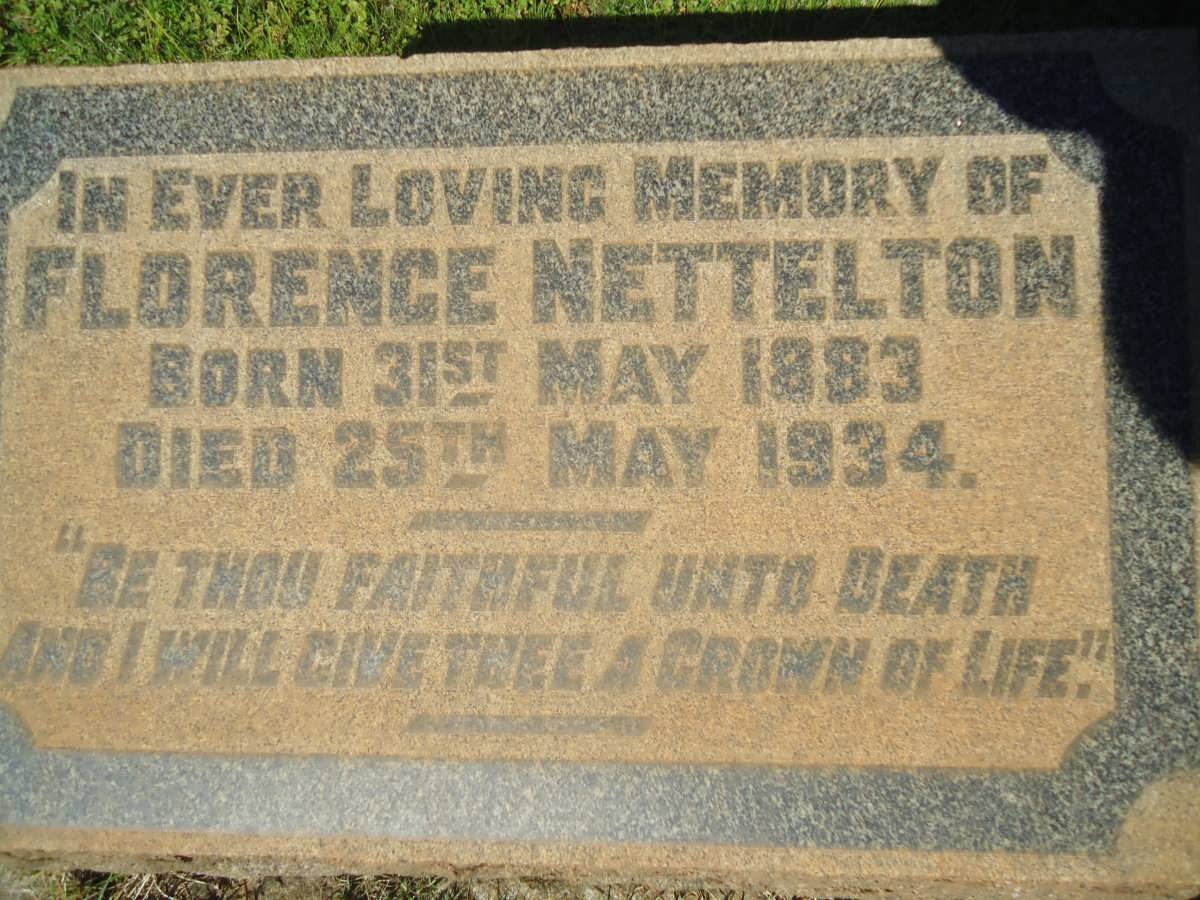 In Ever Loving Memory of
Florence Nettelton
Born 31st May 1883
Died 25th May 1934.
"Be thou faithful unto Death
And I will give thee a Crown of Life."